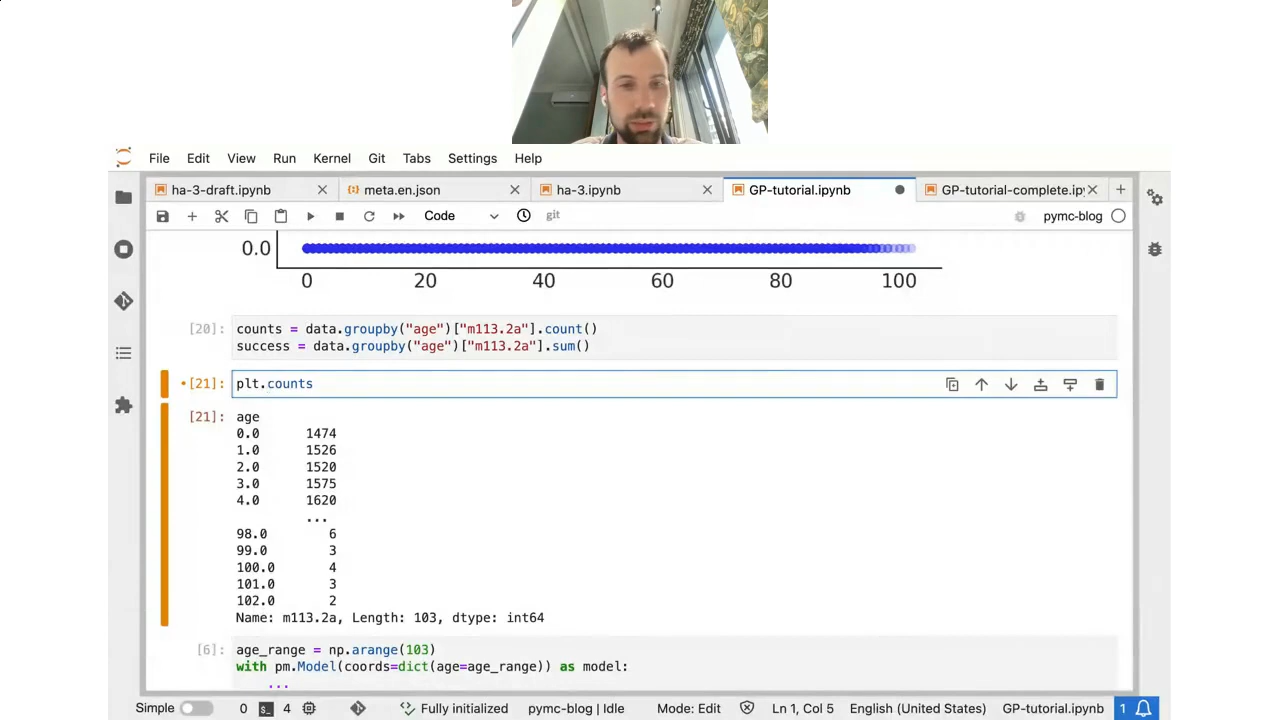 File Edit View Run Kernel Git Tabs Settings Help
ha-3-draft.ipynb meta.en.json ha-3.ipynb GP-tutorial.ipynb GP-tutorial-complete.ipy
Code git pymc-blog
0.0
0 20 40 60 80 100
[20]: counts = data.groupby("age")["m113.2a"].count()
success = data.groupby("age")["m113.2a"].sum()
[21]: plt.counts
[21]: age
0.0 1474
1.0 1526
2.0 1520
3.0 1575
4.0 1620
...
98.0 6
99.0 3
100.0 4
101.0 3
102.0 2
Name: m113.2a, Length: 103, dtype: int64
[6]: age_range = np.arange(103)
with pm.Model(coords=dict(age=age_range)) as model:
...
Simple 0 4 Fully initialized pymc-blog | Idle Mode: Edit Ln 1, Col 5 English (United States) GP-tutorial.ipynb 1